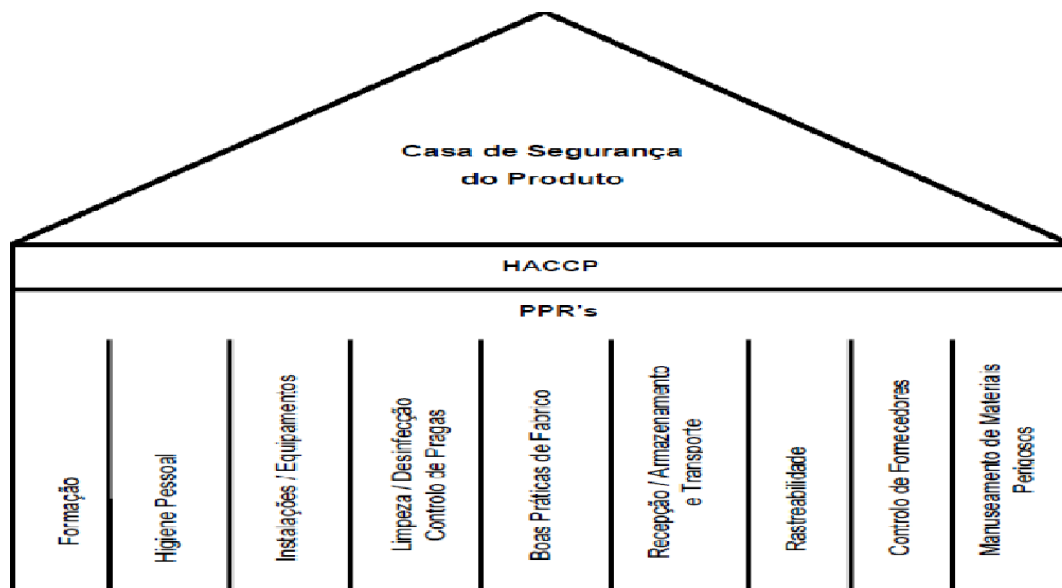 Casa de Segurança
do Produto
HACCP
PPR's
Formação
Higiene Pessoal
Instalações / Equipamentos
Limpeza / Desinfecção
Controlo de Pragas
Boas Práticas de Fabrico
Recepção / Armazenamento
e Transporte
Rastreabilidade
Controlo de Fornecedores
Manuseamento de Materiais
Perigosos